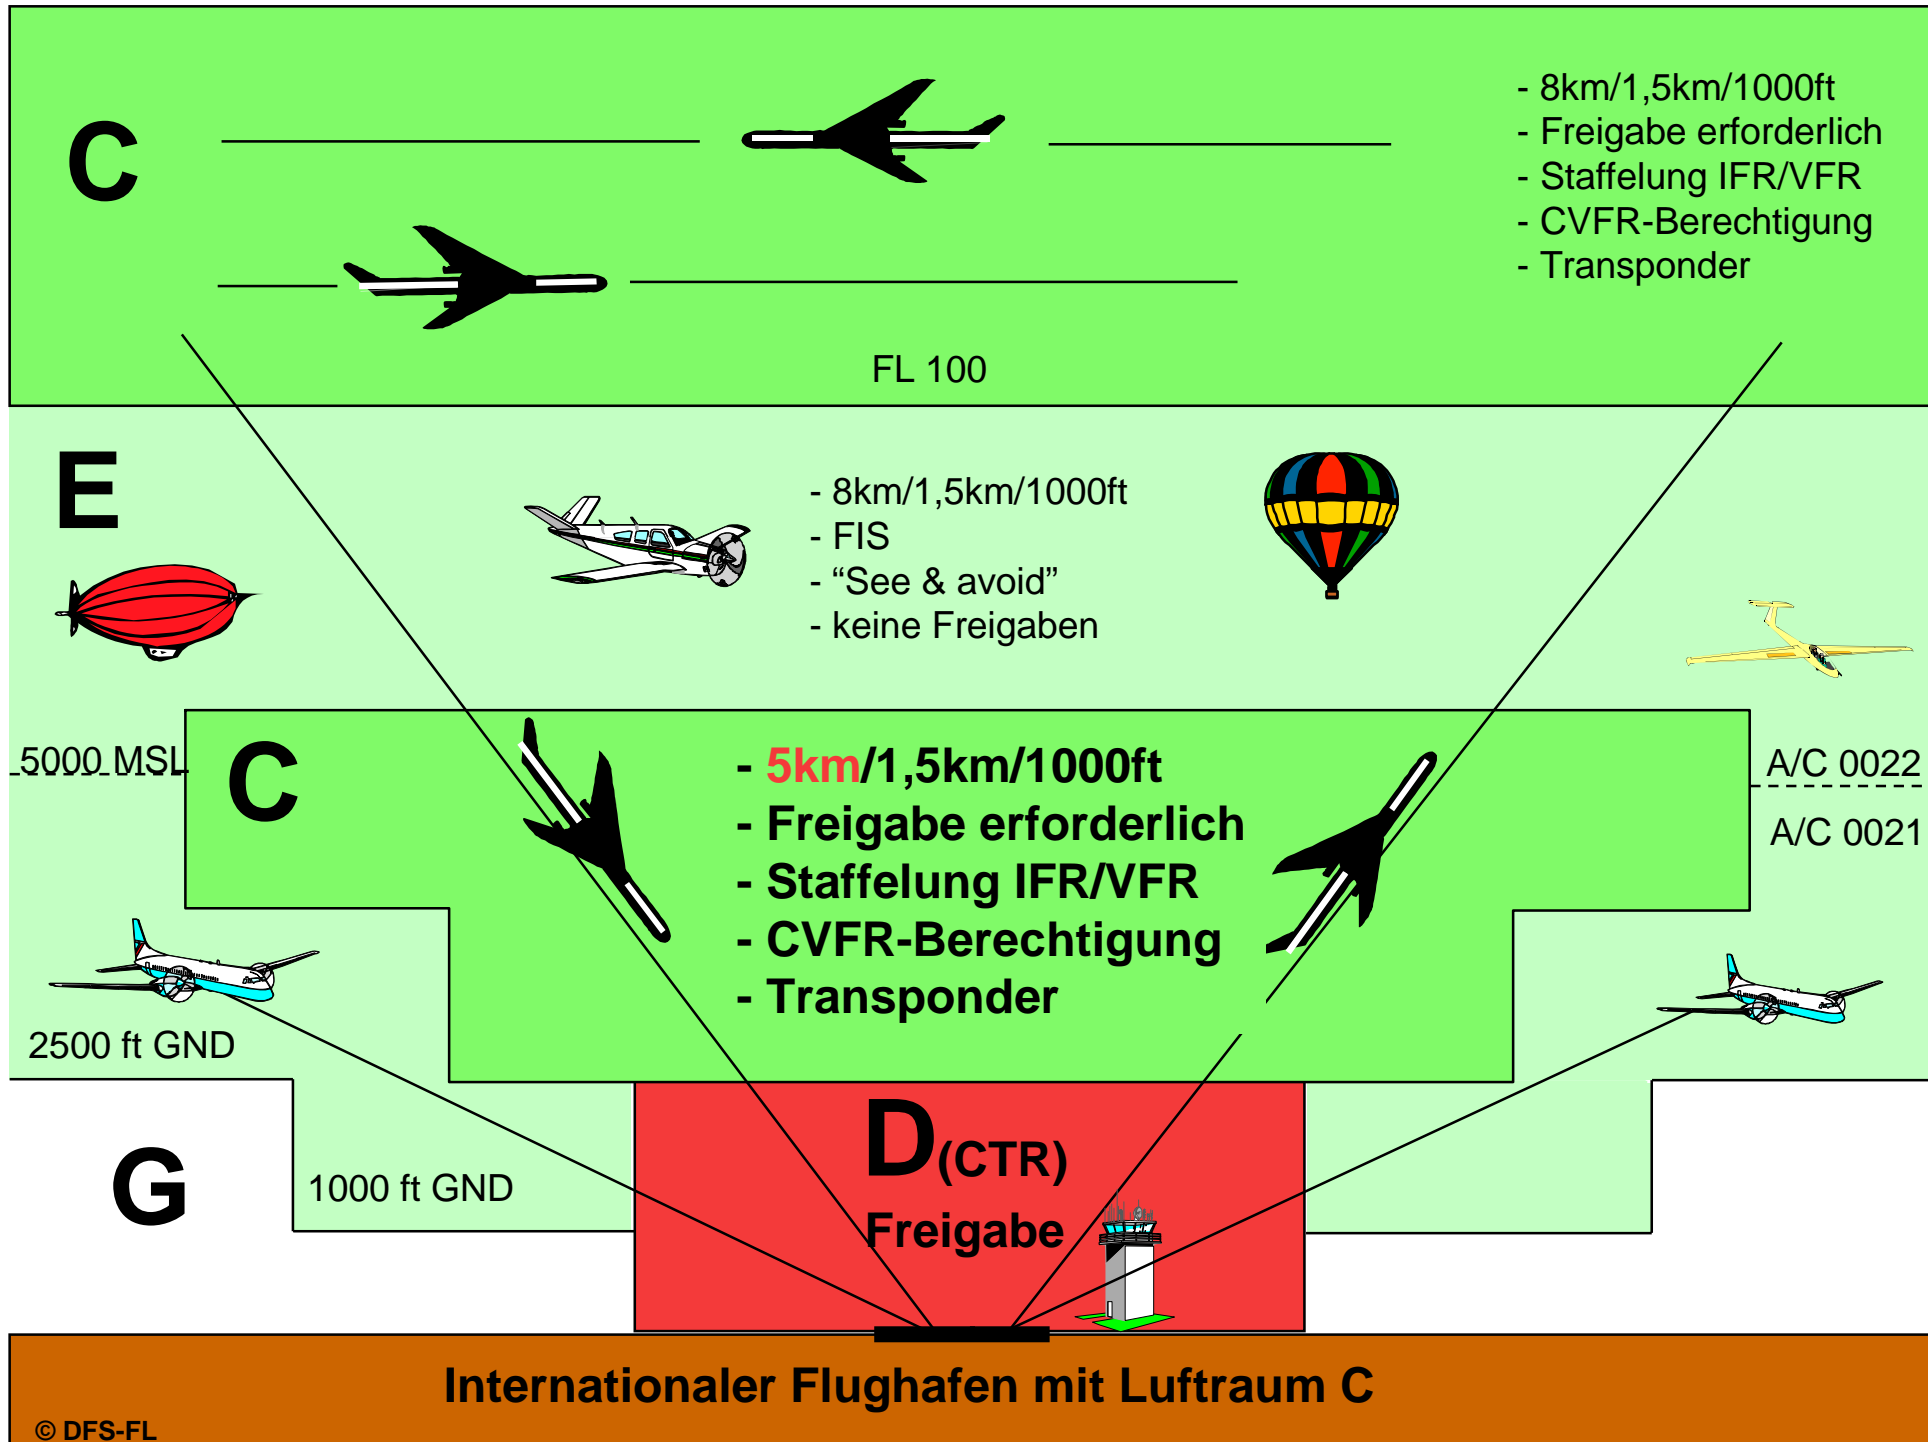 C
- 8km/1,5km/1000ft
- Freigabe erforderlich
- Staffelung IFR/VFR
- CVFR-Berechtigung
- Transponder
FL 100
E
- 8km/1,5km/1000ft
- FIS
- “See & avoid”
- keine Freigaben
5000 MSL
C
- 5km/1,5km/1000ft
- Freigabe erforderlich
- Staffelung IFR/VFR
- CVFR-Berechtigung
- Transponder
A/C 0022
A/C 0021
2500 ft GND
G
1000 ft GND
D(CTR)
Freigabe
Internationaler Flughafen mit Luftraum C
© DFS-FL